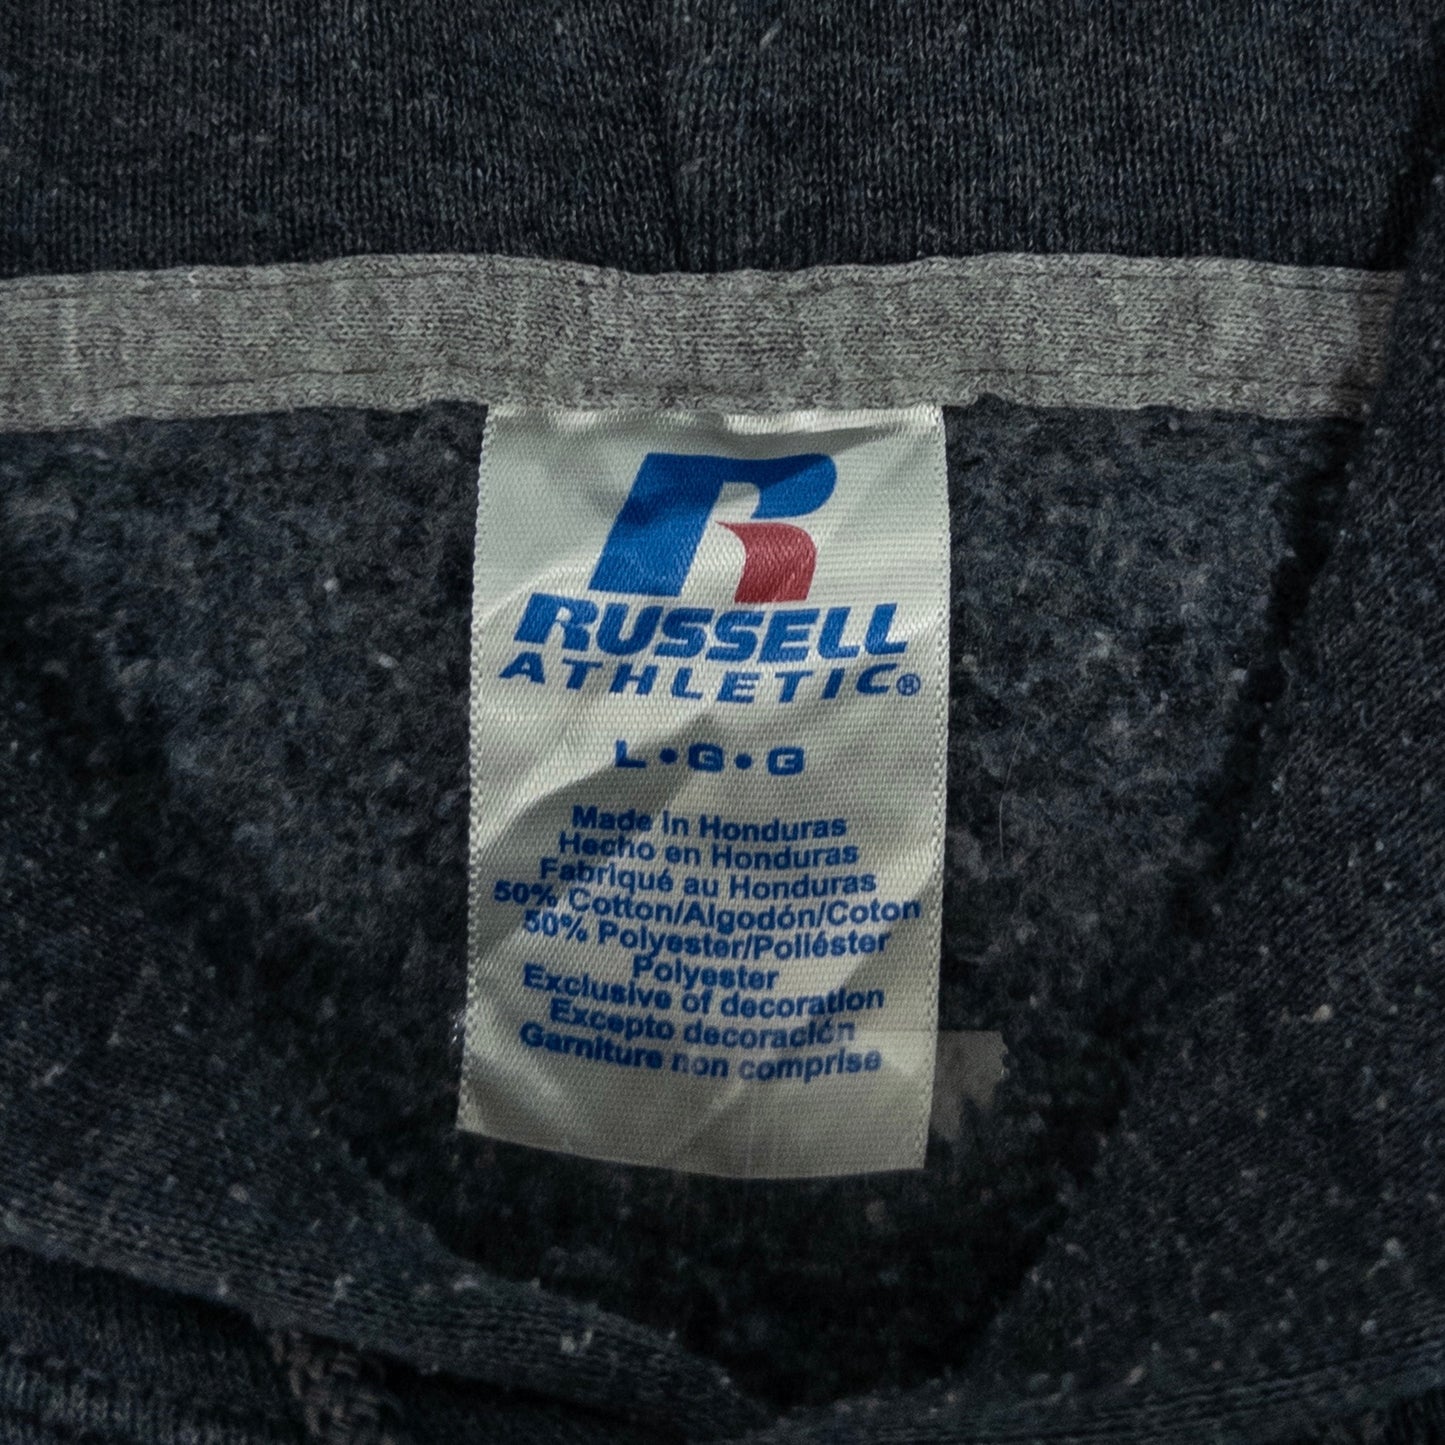 RUSSELL
ATHLETIC®
L•G•G
Made in Honduras
Hecho en Honduras
Fabriqué au Honduras
50% Cotton/Algodón/Coton
50% Polyester/Poliéster
Polyester
Exclusive of decoration
Excepto decoración
Garniture non comprise